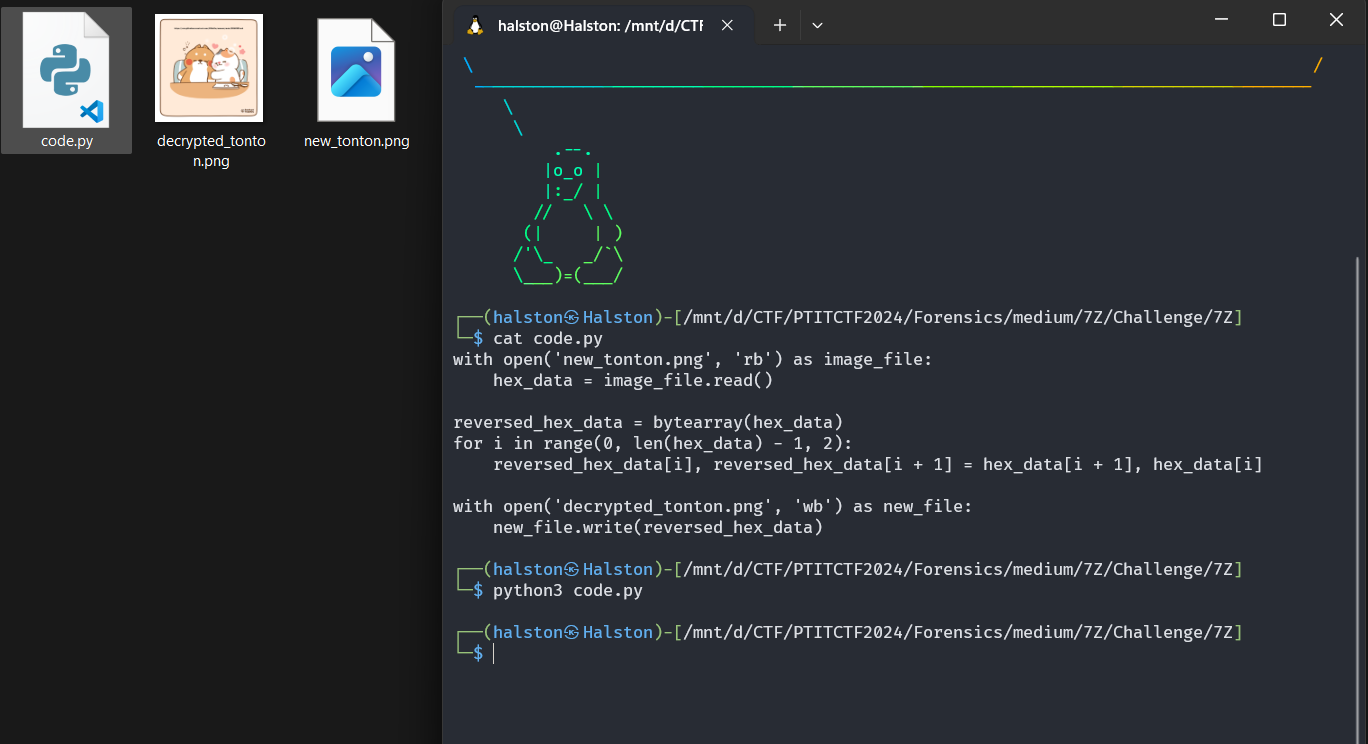 code.py
decrypted_tonto
n.png
new_tonton.png
halston@Halston: /mnt/d/CTF
\ /
\
\
.--.
|o_o |
|:_/ |
//   \ \
(|     | )
/'\_   _/`\
\___)=(___/
┌──(halston㉿Halston)-[/mnt/d/CTF/PTITCTF2024/Forensics/medium/7Z/Challenge/7Z]
└─$ cat code.py
with open('new_tonton.png', 'rb') as image_file:
    hex_data = image_file.read()
reversed_hex_data = bytearray(hex_data)
for i in range(0, len(hex_data) - 1, 2):
    reversed_hex_data[i], reversed_hex_data[i + 1] = hex_data[i + 1], hex_data[i]
with open('decrypted_tonton.png', 'wb') as new_file:
    new_file.write(reversed_hex_data)
┌──(halston㉿Halston)-[/mnt/d/CTF/PTITCTF2024/Forensics/medium/7Z/Challenge/7Z]
└─$ python3 code.py
┌──(halston㉿Halston)-[/mnt/d/CTF/PTITCTF2024/Forensics/medium/7Z/Challenge/7Z]
└─$